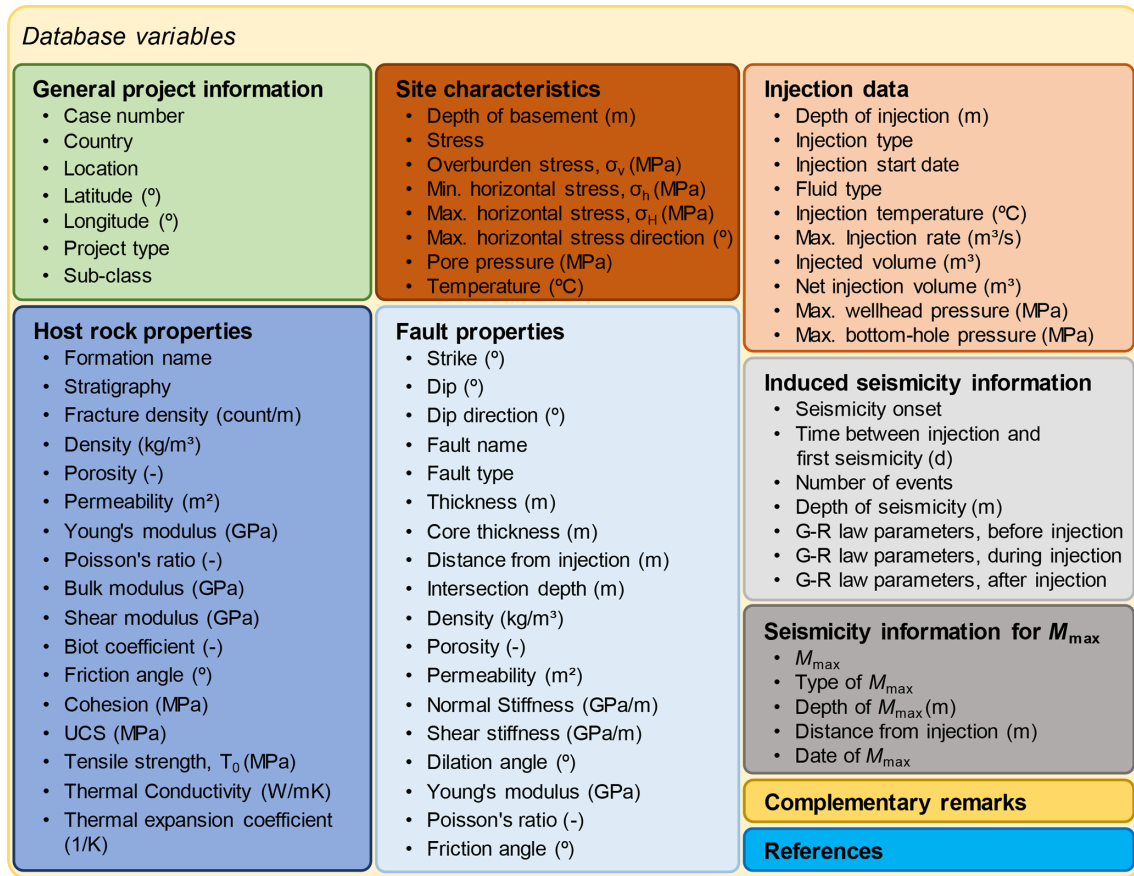 Database variables
General project information
• Case number
• Country
• Location
• Latitude (º)
• Longitude (º)
• Project type
• Sub-class
Site characteristics
• Depth of basement (m)
• Stress
• Overburden stress, σᵥ (MPa)
• Min. horizontal stress, σₕ (MPa)
• Max. horizontal stress, σ_H (MPa)
• Max. horizontal stress direction (º)
• Pore pressure (MPa)
• Temperature (ºC)
Injection data
• Depth of injection (m)
• Injection type
• Injection start date
• Fluid type
• Injection temperature (ºC)
• Max. Injection rate (m³/s)
• Injected volume (m³)
• Net injection volume (m³)
• Max. wellhead pressure (MPa)
• Max. bottom-hole pressure (MPa)
Host rock properties
• Formation name
• Stratigraphy
• Fracture density (count/m)
• Density (kg/m³)
• Porosity (-)
• Permeability (m²)
• Young's modulus (GPa)
• Poisson's ratio (-)
• Bulk modulus (GPa)
• Shear modulus (GPa)
• Biot coefficient (-)
• Friction angle (º)
• Cohesion (MPa)
• UCS (MPa)
• Tensile strength, T₀ (MPa)
• Thermal Conductivity (W/mK)
• Thermal expansion coefficient
(1/K)
Fault properties
• Strike (º)
• Dip (º)
• Dip direction (º)
• Fault name
• Fault type
• Thickness (m)
• Core thickness (m)
• Distance from injection (m)
• Intersection depth (m)
• Density (kg/m³)
• Porosity (-)
• Permeability (m²)
• Normal Stiffness (GPa/m)
• Shear stiffness (GPa/m)
• Dilation angle (º)
• Young's modulus (GPa)
• Poisson's ratio (-)
• Friction angle (º)
Induced seismicity information
• Seismicity onset
• Time between injection and
first seismicity (d)
• Number of events
• Depth of seismicity (m)
• G-R law parameters, before injection
• G-R law parameters, during injection
• G-R law parameters, after injection
Seismicity information for M_max
• M_max
• Type of M_max
• Depth of M_max (m)
• Distance from injection (m)
• Date of M_max
Complementary remarks
References